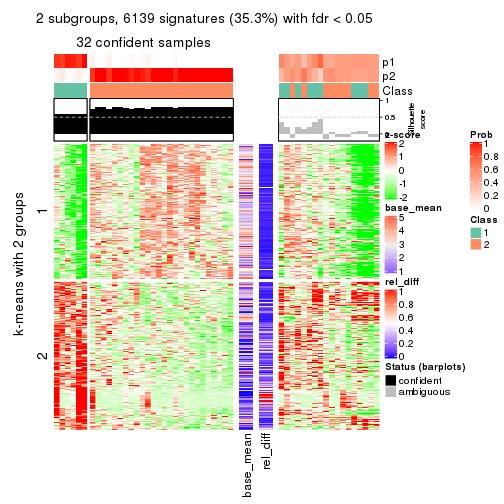 2 subgroups, 6139 signatures (35.3%) with fdr < 0.05
32 confident samples
p1
p2
Class
1
0.5
0
Silhouette
score
k-means with 2 groups
1
2
base_mean
rel_diff
z-score
2
1
0
-1
-2
base_mean
5
4
3
2
1
rel_diff
1
0.8
0.6
0.4
0.2
0
Status (barplots)
confident
ambiguous
Prob
1
0.8
0.6
0.4
0.2
0
Class
1
2